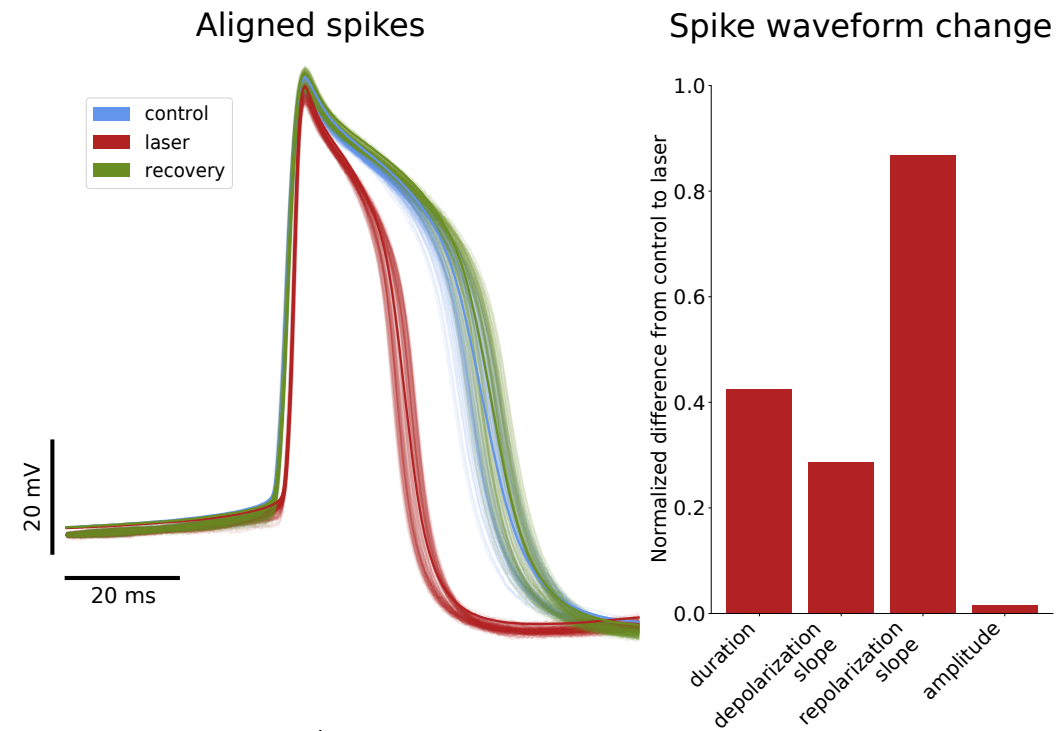 Aligned spikes
control
laser
recovery
20 mV
20 ms
Spike waveform change
Normalized difference from control to laser
1.0
0.8
0.6
0.4
0.2
0.0
duration
depolarization
slope
repolarization
slope
amplitude